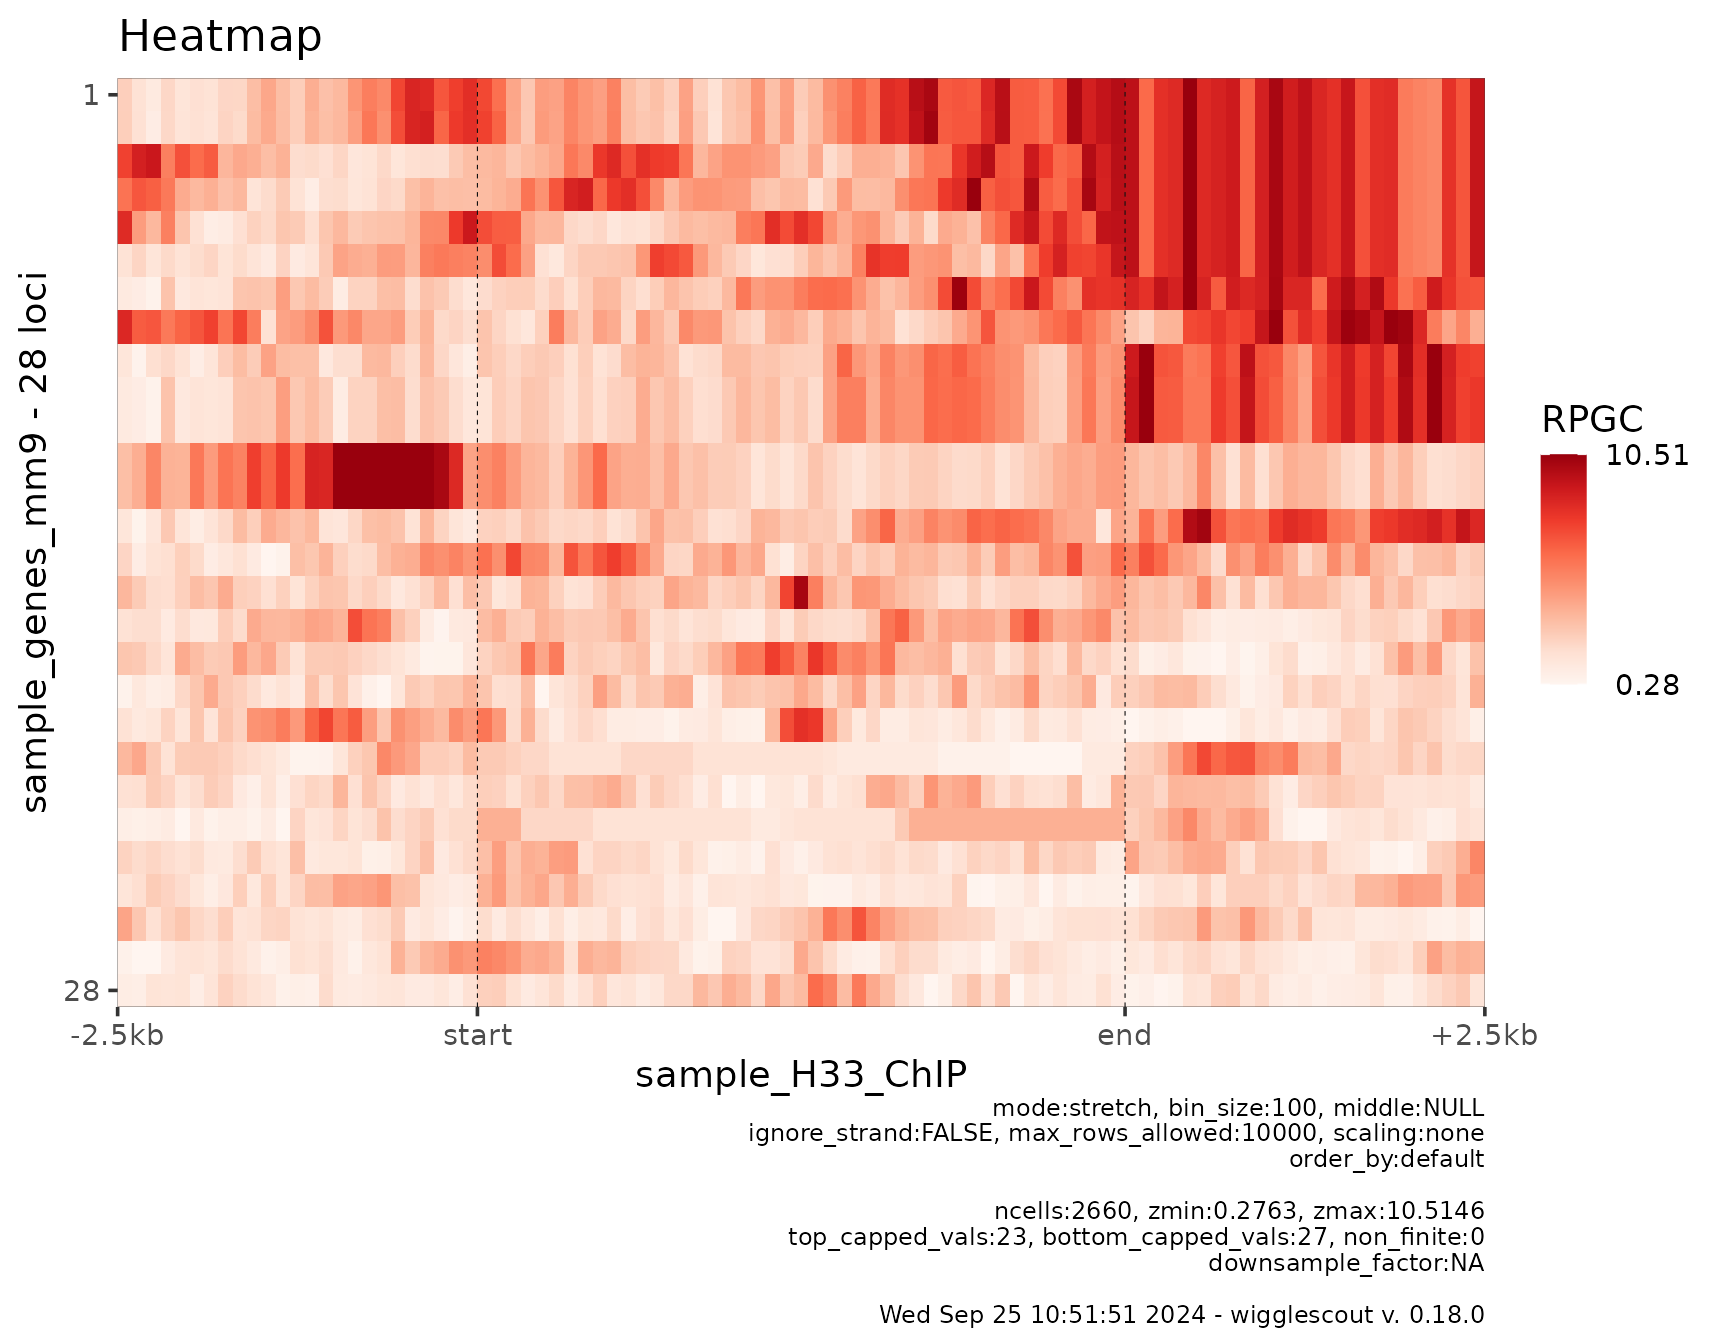 Heatmap
1
sample_genes_mm9 - 28 loci
28
-2.5kb
start
end
+2.5kb
sample_H33_ChIP
RPGC
10.51
0.28
mode:stretch, bin_size:100, middle:NULL
ignore_strand:FALSE, max_rows_allowed:10000, scaling:none
order_by:default
ncells:2660, zmin:0.2763, zmax:10.5146
top_capped_vals:23, bottom_capped_vals:27, non_finite:0
downsample_factor:NA
Wed Sep 25 10:51:51 2024 - wigglescout v. 0.18.0